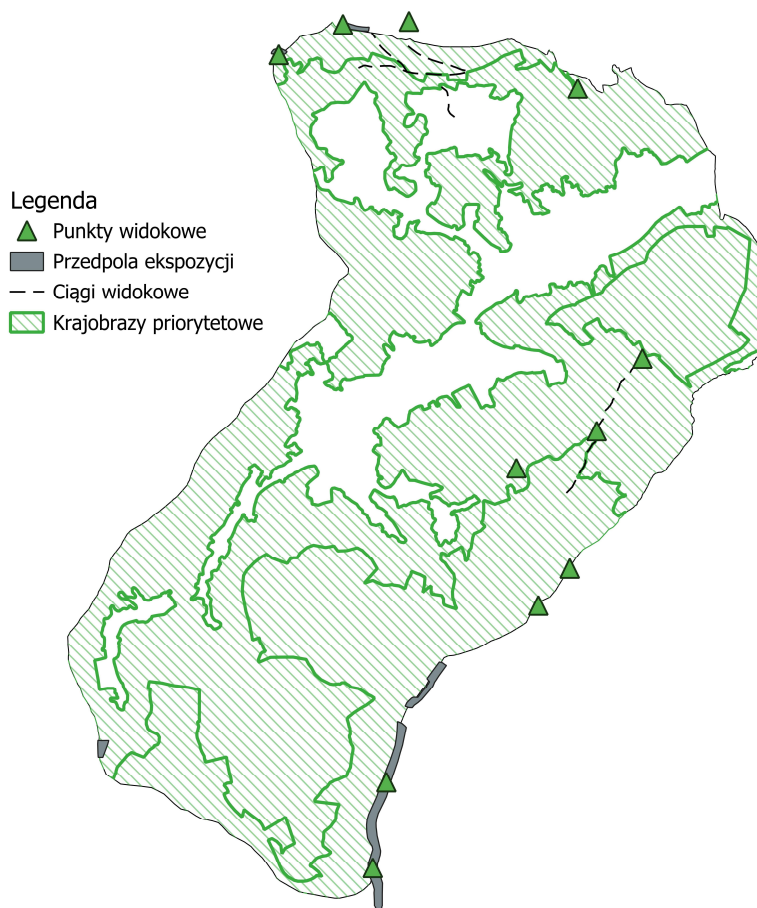 Legenda
Punkty widokowe
Przedpola ekspozycji
Ciągi widokowe
Krajobrazy priorytetowe